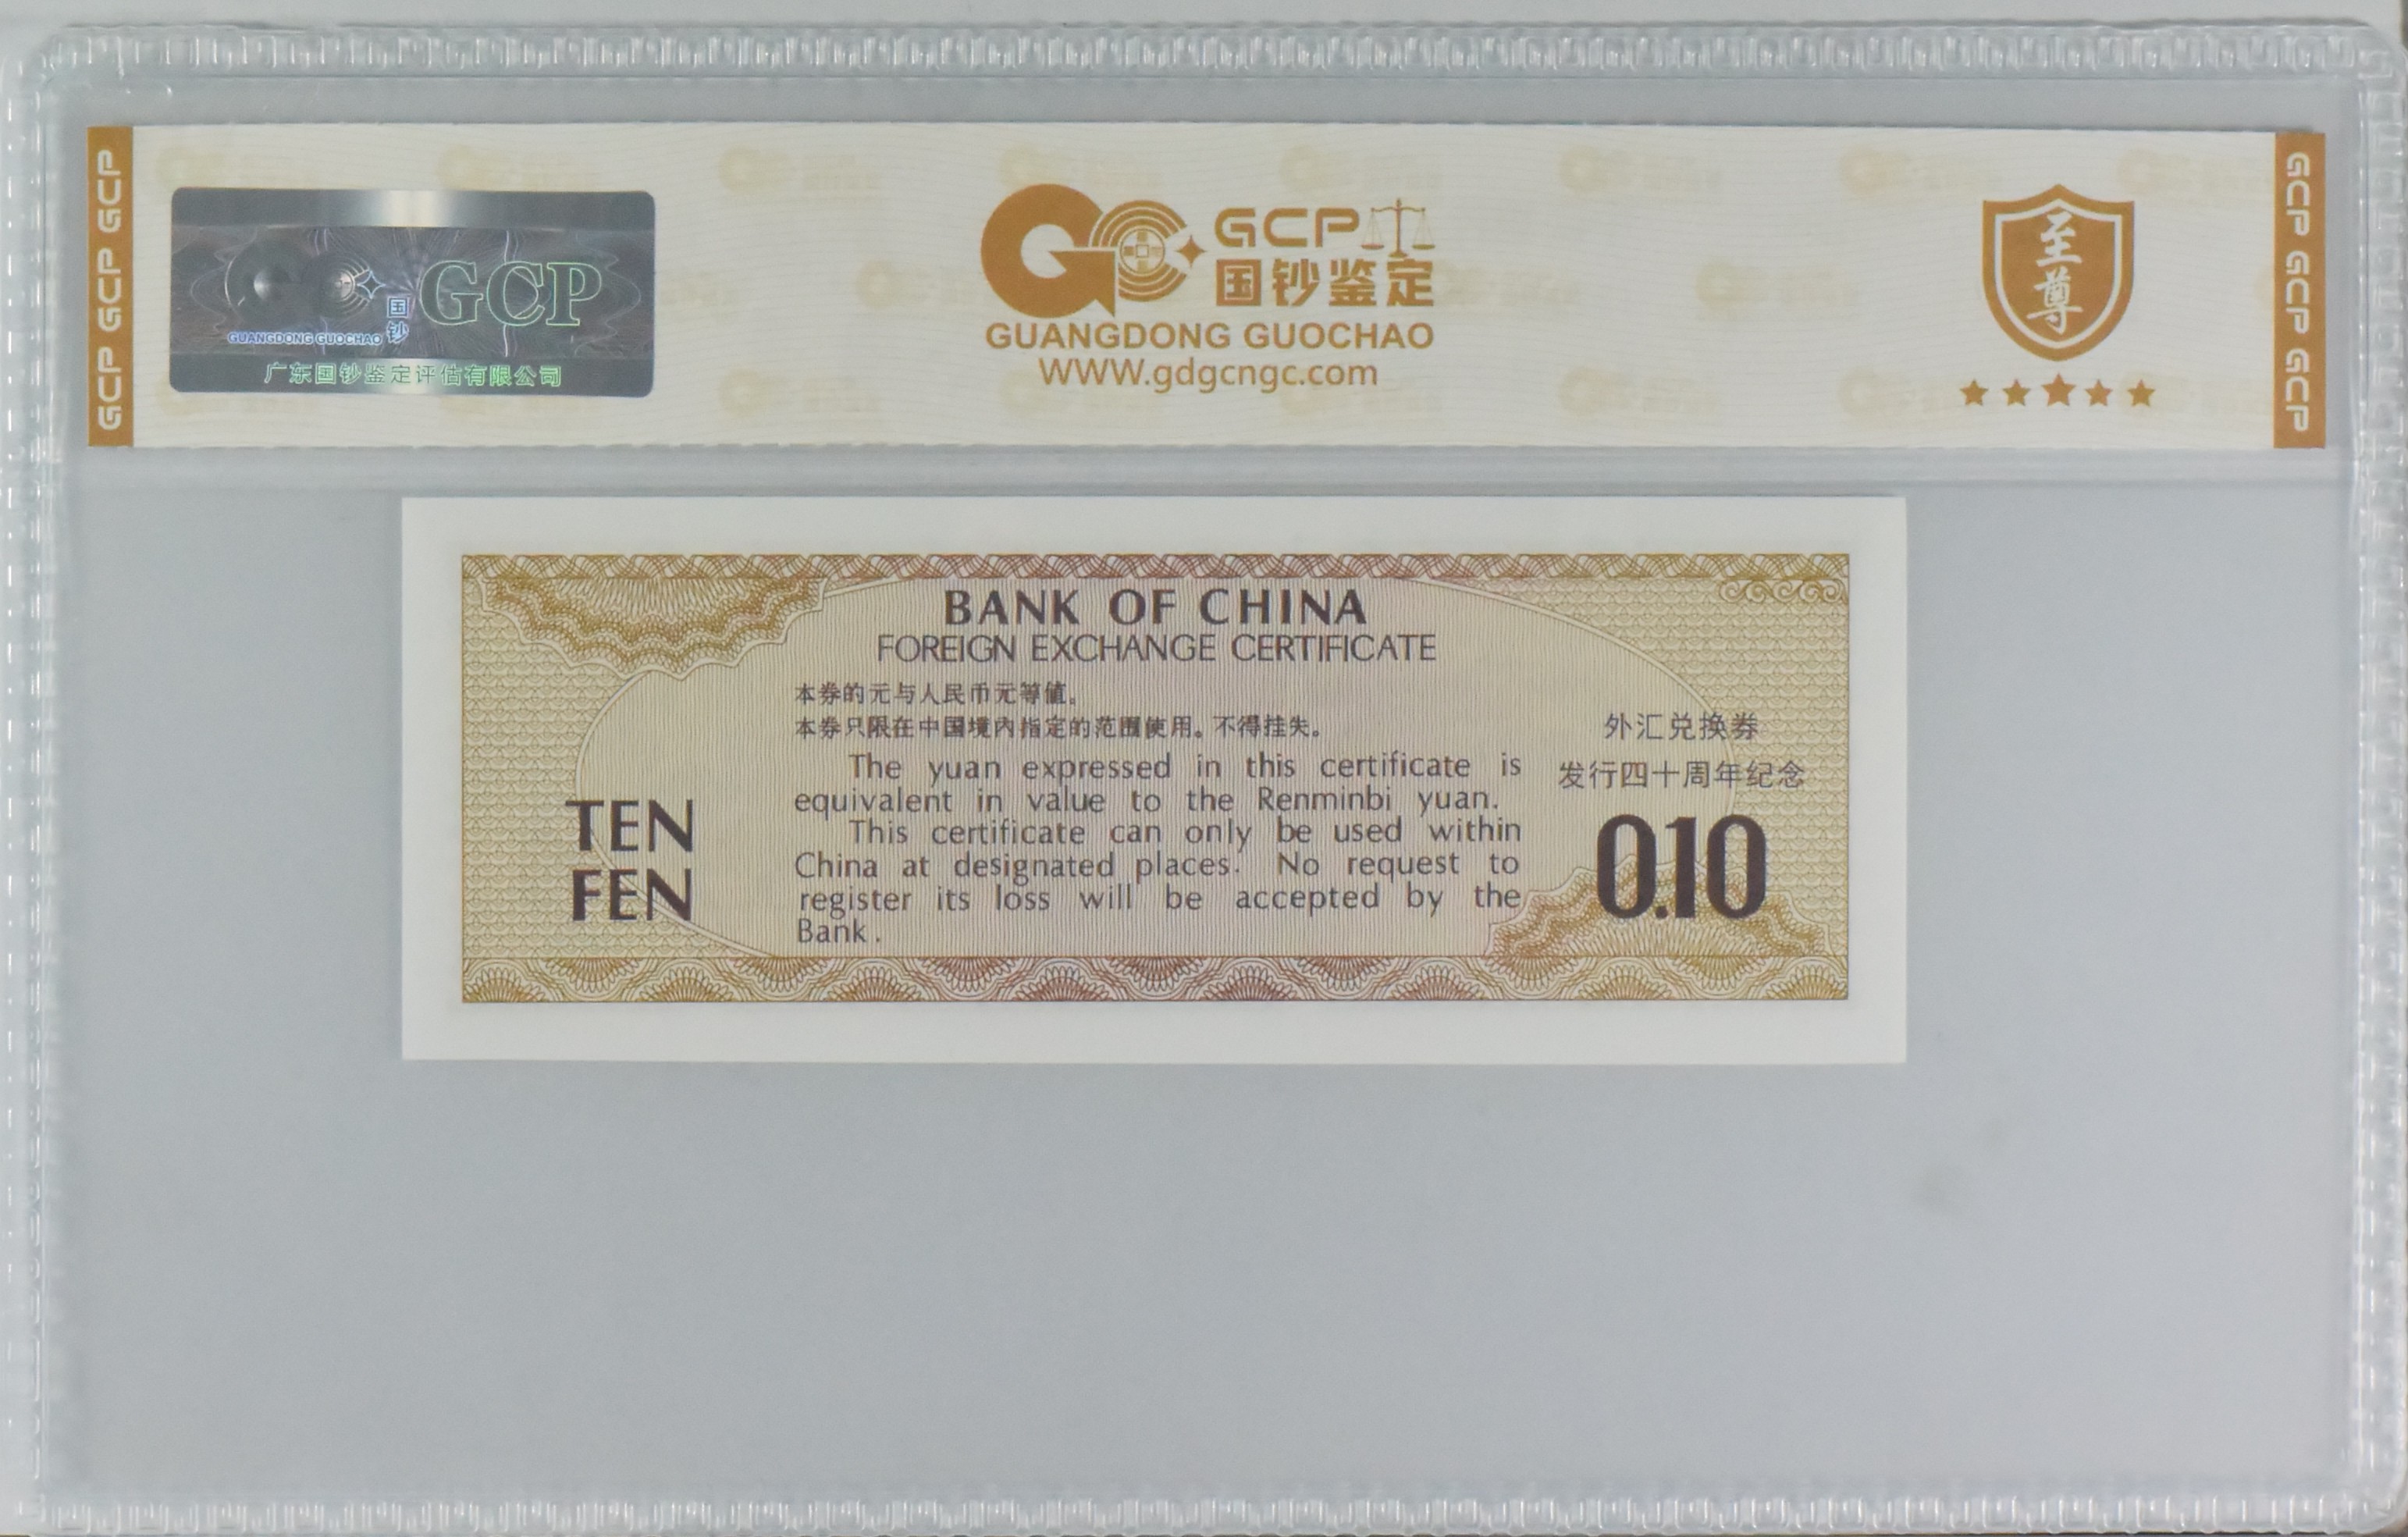 GCP GCP GCP
国钞
GCP
GUANGDONG GUOCHAO
广东国钞鉴定评估有限公司
GCP
国钞鉴定
GUANGDONG GUOCHAO
WWW.gdgcngc.com
至尊
GCP GCP GCP
BANK OF CHINA
FOREIGN EXCHANGE CERTIFICATE
本券的元与人民币元等值。
本券只限在中国境内指定的范围使用。不得挂失。
The yuan expressed in this certificate is
equivalent in value to the Renminbi yuan.
This certificate can only be used within
China at designated places. No request to
register its loss will be accepted by the
Bank.
TEN
FEN
外汇兑换券
发行四十周年纪念
0.10